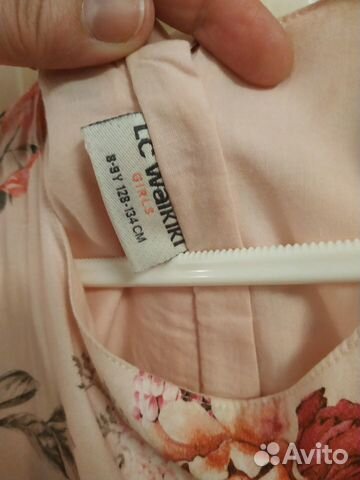 LC Waikiki
GIRLS
8-9 Y 128-134 CM
Avito